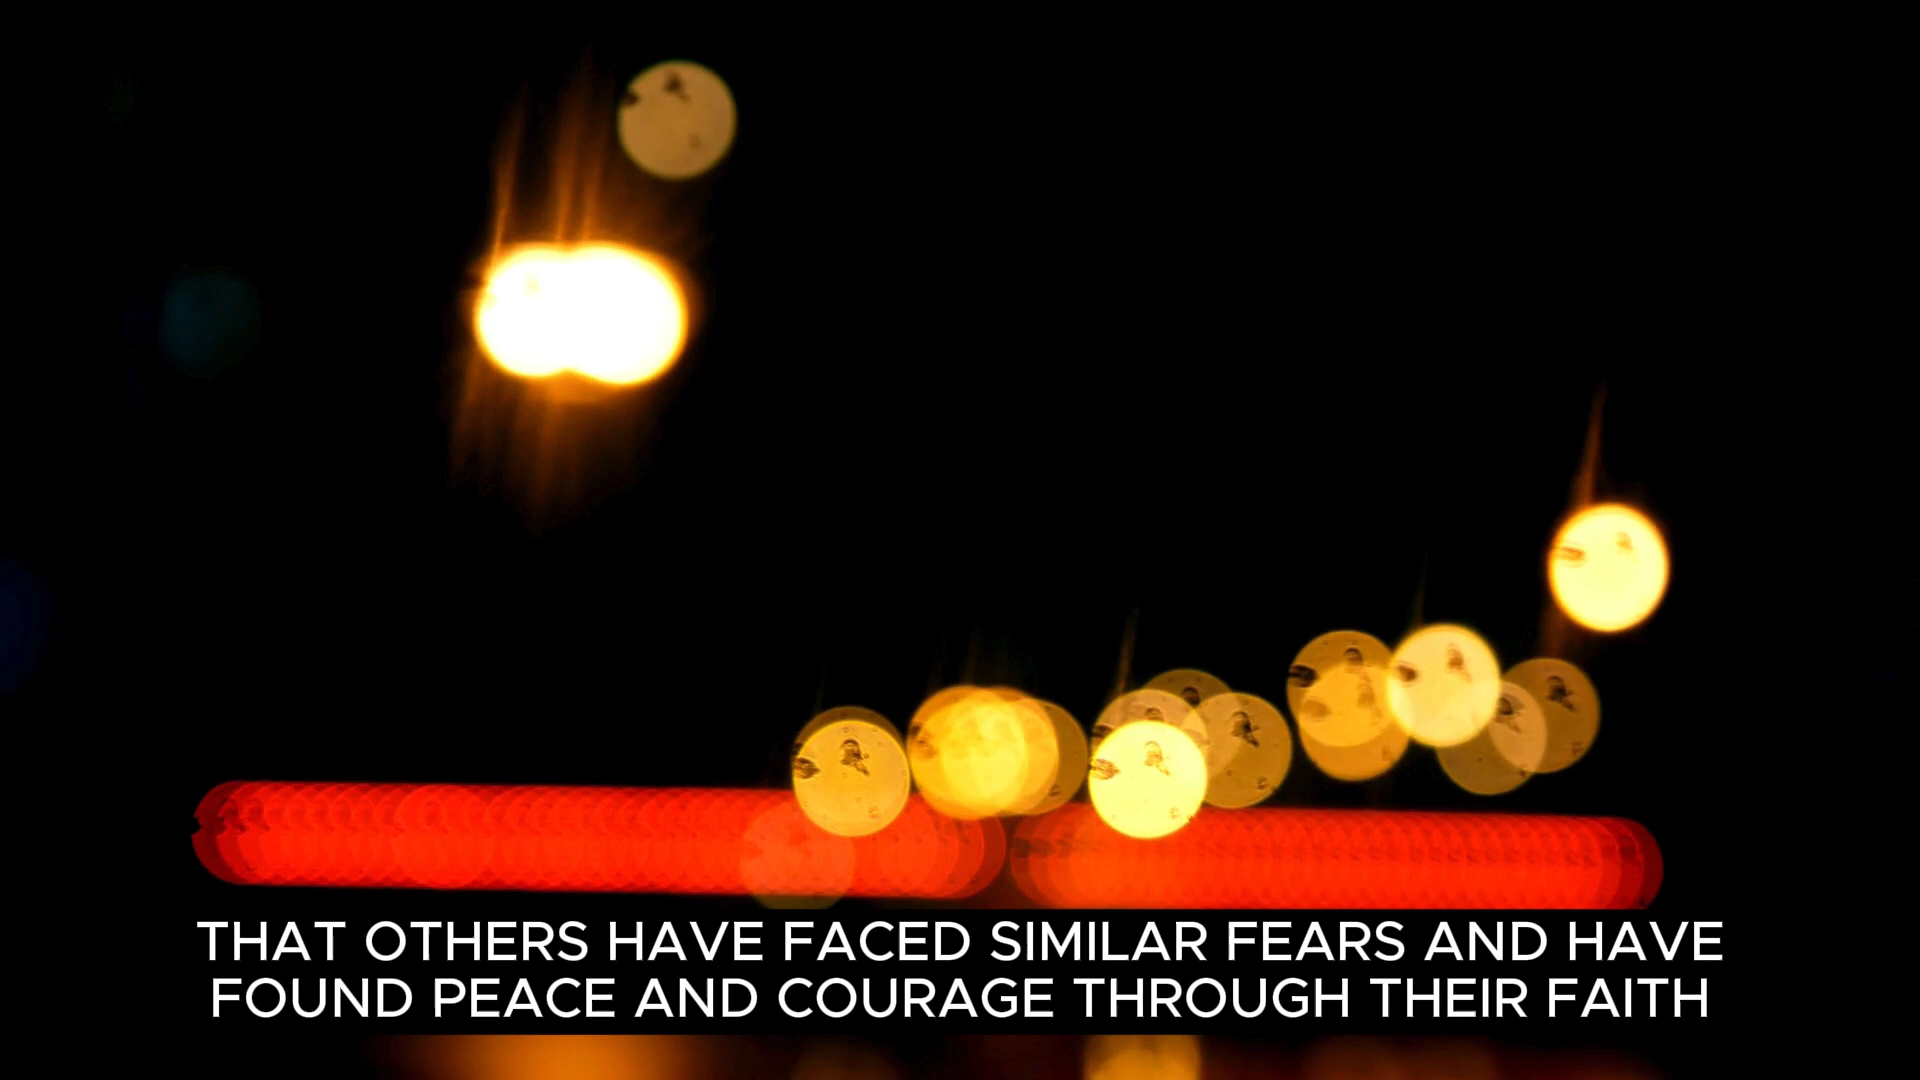 THAT OTHERS HAVE FACED SIMILAR FEARS AND HAVE
FOUND PEACE AND COURAGE THROUGH THEIR FAITH